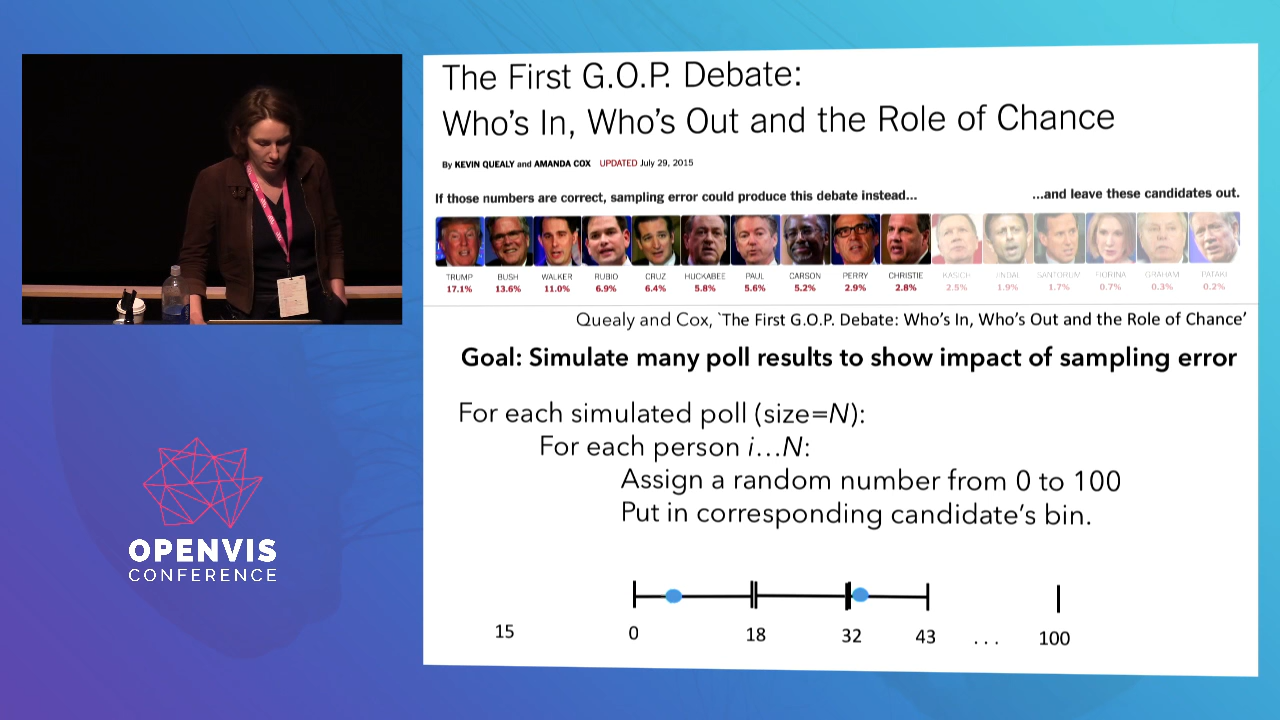 The First G.O.P. Debate:
Who's In, Who's Out and the Role of Chance
By KEVIN QUEALY and AMANDA COX UPDATED July 29, 2015
If those numbers are correct, sampling error could produce this debate instead... ...and leave these candidates out.
TRUMP BUSH WALKER RUBIO CRUZ HUCKABEE PAUL CARSON PERRY CHRISTIE KASICH JINDAL SANTORUM FIORINA GRAHAM PATAKI
17.1% 13.6% 11.0% 6.9% 6.4% 5.8% 5.6% 5.2% 2.9% 2.8% 2.5% 1.9% 1.7% 0.7% 0.3% 0.2%
Quealy and Cox, `The First G.O.P. Debate: Who's In, Who's Out and the Role of Chance'
Goal: Simulate many poll results to show impact of sampling error
For each simulated poll (size=N):
For each person i...N:
Assign a random number from 0 to 100
Put in corresponding candidate's bin.
15 0 18 32 43 ... 100
OPENVIS
CONFERENCE